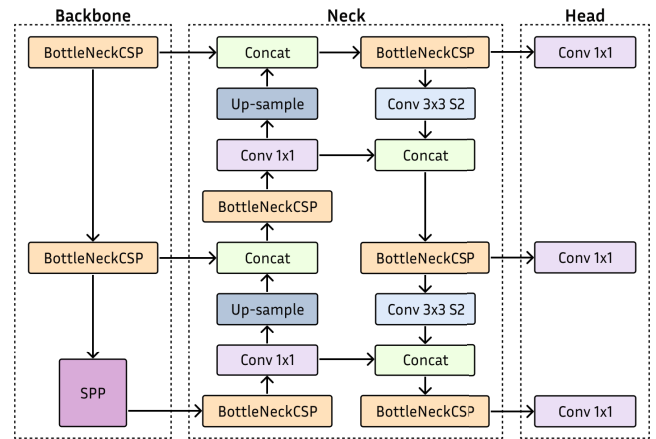 Backbone
Neck
Head
BottleNeckCSP
Concat
BottleNeckCSP
Conv 1x1
Up-sample
Conv 3x3 S2
Conv 1x1
Concat
BottleNeckCSP
BottleNeckCSP
Concat
BottleNeckCSP
Conv 1x1
Up-sample
Conv 3x3 S2
Conv 1x1
Concat
SPP
BottleNeckCSP
BottleNeckCSP
Conv 1x1